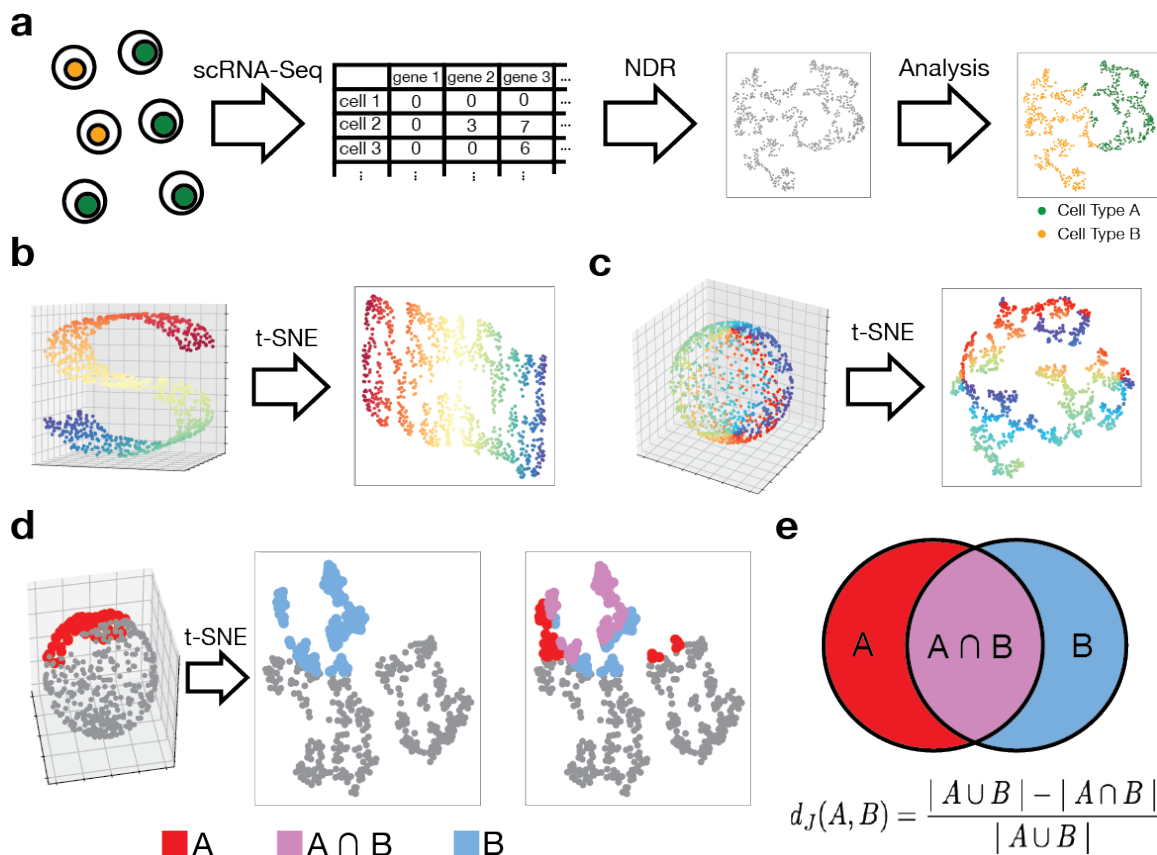 a
scRNA-Seq
NDR
Analysis
gene 1 gene 2 gene 3 ...
cell 1 0 0 0 ...
cell 2 0 3 7 ...
cell 3 0 0 6 ...
⋮ ⋮ ⋮ ⋮
Cell Type A
Cell Type B
b
t-SNE
c
t-SNE
d
t-SNE
A
A ∩ B
B
e
A
A ∩ B
B
d_J(A, B) = (| A ∪ B | − | A ∩ B |) / | A ∪ B |